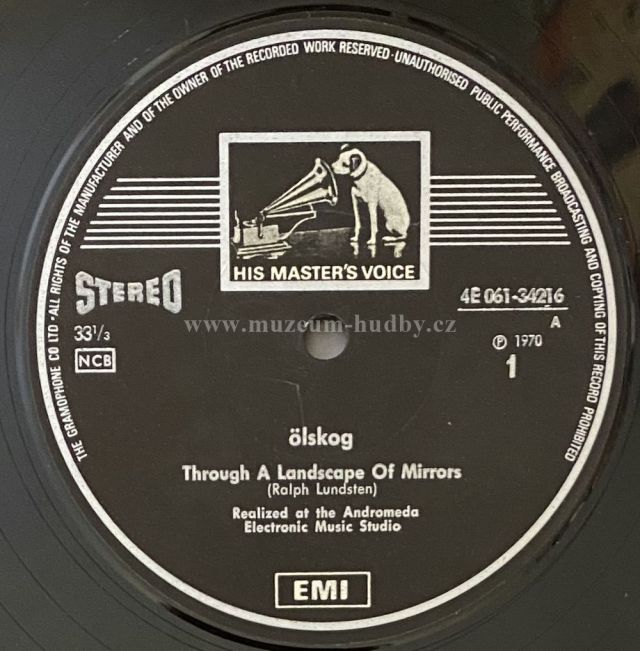 THE GRAMOPHONE CO LTD·ALL RIGHTS OF THE MANUFACTURER AND OF THE OWNER OF THE RECORDED WORK RESERVED·UNAUTHORISED PUBLIC PERFORMANCE BROADCASTING AND COPYING OF THIS RECORD PROHIBITED
HIS MASTER'S VOICE
STEREO
33 1/3
NCB
4E 061-34216
A
℗ 1970
1
www.muzeum-hudby.cz
ölskog
Through A Landscape Of Mirrors
(Ralph Lundsten)
Realized at the Andromeda
Electronic Music Studio
EMI